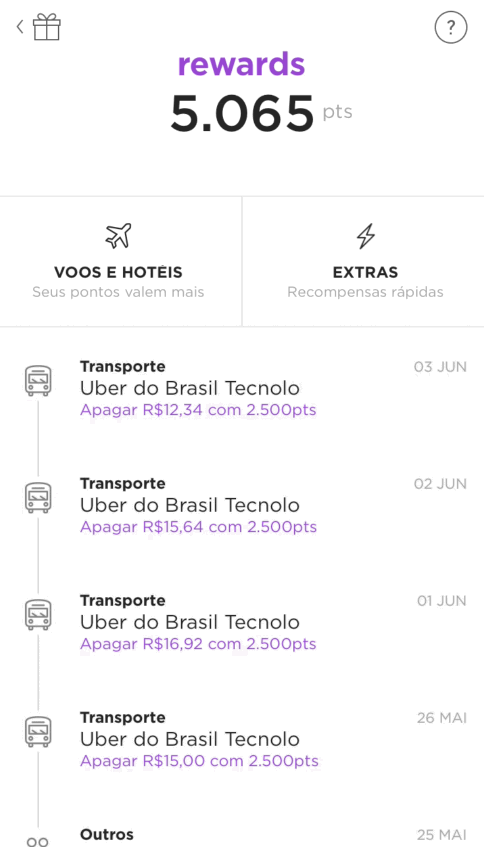 ?
rewards
5.065 pts
VOOS E HOTÉIS
Seus pontos valem mais
EXTRAS
Recompensas rápidas
Transporte 03 JUN
Uber do Brasil Tecnolo
Apagar R$12,34 com 2.500pts
Transporte 02 JUN
Uber do Brasil Tecnolo
Apagar R$15,64 com 2.500pts
Transporte 01 JUN
Uber do Brasil Tecnolo
Apagar R$16,92 com 2.500pts
Transporte 26 MAI
Uber do Brasil Tecnolo
Apagar R$15,00 com 2.500pts
Outros 25 MAI